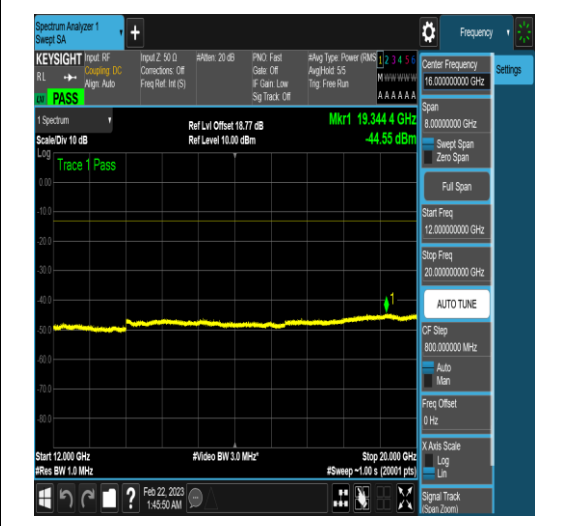 Spectrum Analyzer 1
Swept SA
+
Frequency
KEYSIGHT
RL
PASS
Input: RF
Coupling: DC
Align: Auto
Input Z: 50 Ω
Corrections: Off
Freq Ref: Int (S)
#Atten: 20 dB
PNO: Fast
Gate: Off
IF Gain: Low
Sig Track: Off
#Avg Type: Power (RMS
Avg|Hold: 5/5
Trig: Free Run
1 2 3 4 5 6
M W W W W W
A A A A A A
1 Spectrum
Scale/Div 10 dB
Ref Lvl Offset 18.77 dB
Ref Level 10.00 dBm
Mkr1 19.344 4 GHz
-44.55 dBm
Log
Trace 1 Pass
0.00
-10.0
-20.0
-30.0
-40.0
-50.0
-60.0
-70.0
-80.0
1
Start 12.000 GHz
#Res BW 1.0 MHz
#Video BW 3.0 MHz*
Stop 20.000 GHz
#Sweep ~1.00 s (20001 pts)
?
Feb 22, 2023
1:45:50 AM
Center Frequency
16.000000000 GHz
Settings
Span
8.00000000 GHz
Swept Span
Zero Span
Full Span
Start Freq
12.000000000 GHz
Stop Freq
20.000000000 GHz
AUTO TUNE
CF Step
800.000000 MHz
Auto
Man
Freq Offset
0 Hz
X Axis Scale
Log
Lin
Signal Track
(Span Zoom)